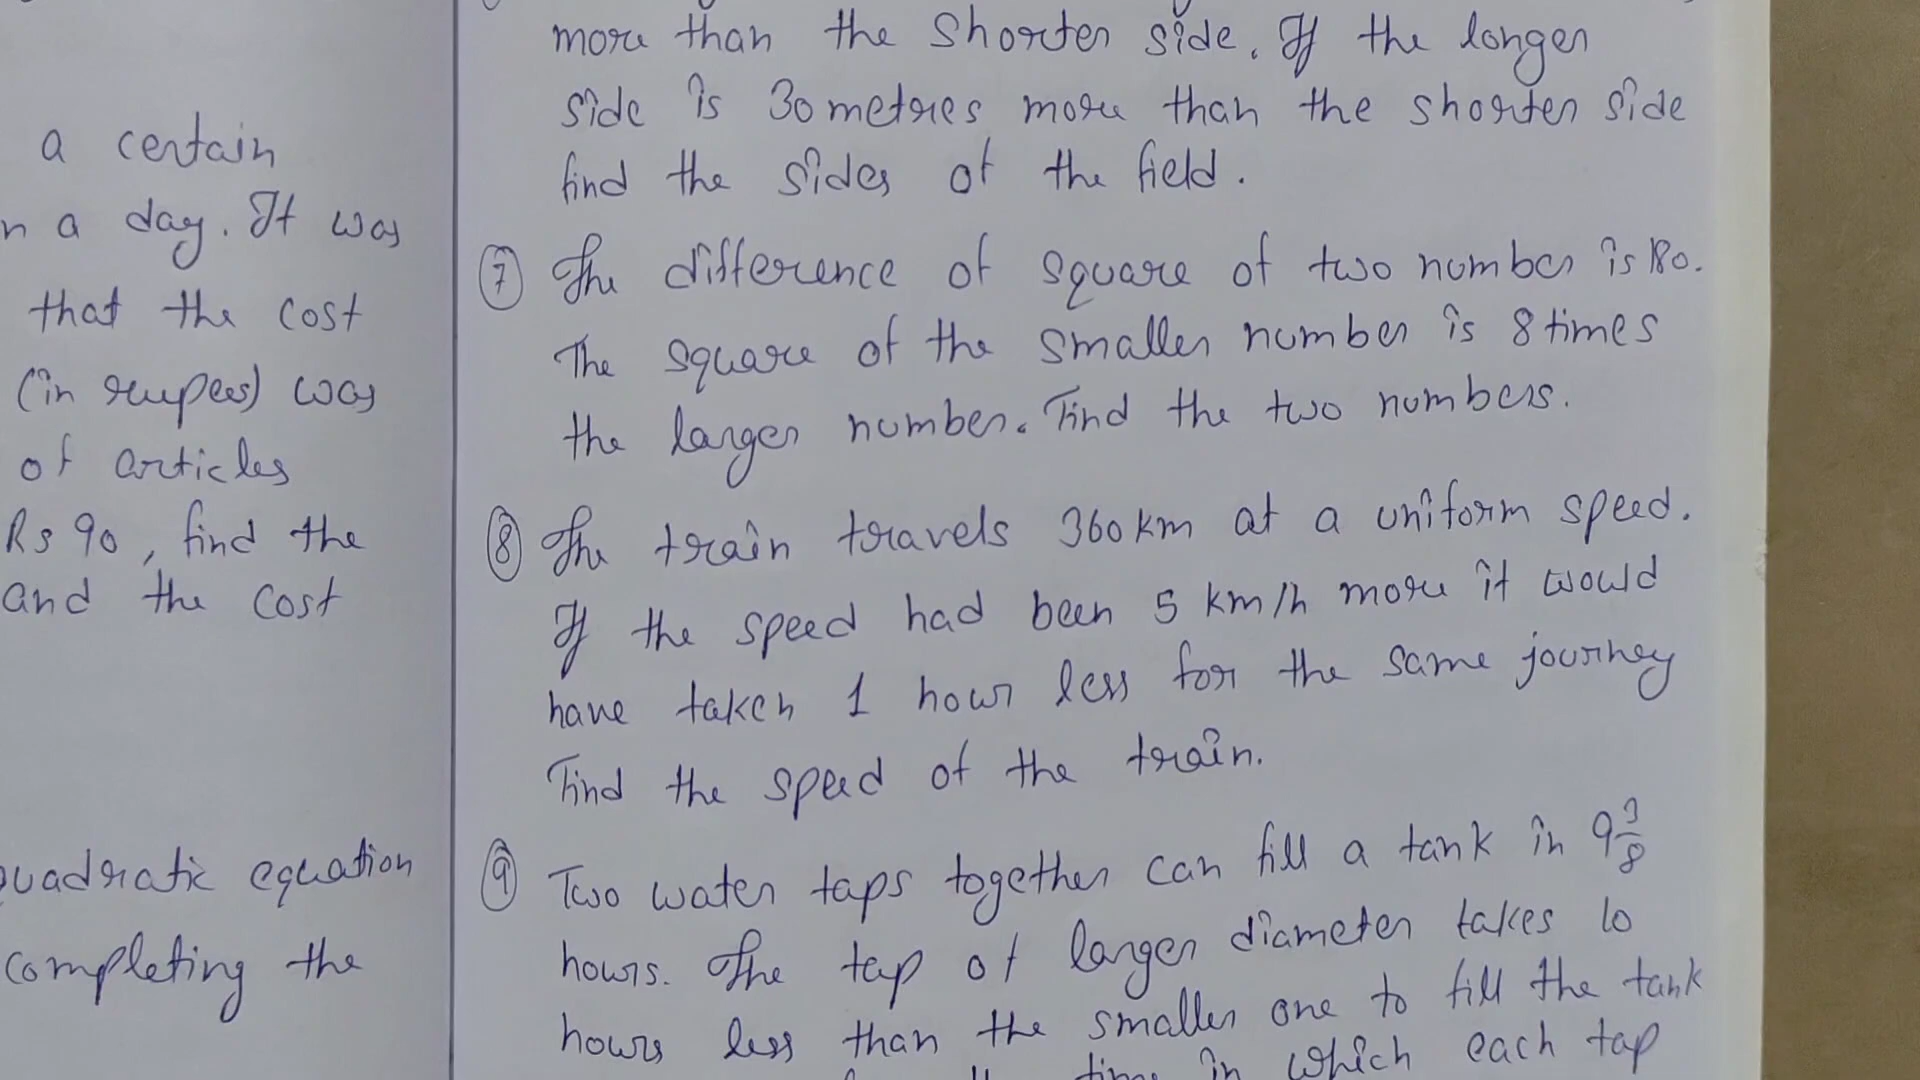 a certain
n a day. It was
that the cost
(in rupees) was
of articles
Rs 90, find the
and the cost
quadratic equation
completing the
more than the shorter side. If the longer
side is 30 metres more than the shorter side
find the sides of the field.
7 The difference of square of two number is 180.
The square of the smaller number is 8 times
the larger number. Find the two numbers.
8 The train travels 360 km at a uniform speed.
If the speed had been 5 km/h more it would
have taken 1 hour less for the same journey
Find the speed of the train.
9 Two water taps together can fill a tank in 9 3/8
hours. The tap of larger diameter takes 10
hours less than the smaller one to fill the tank
time in which each tap